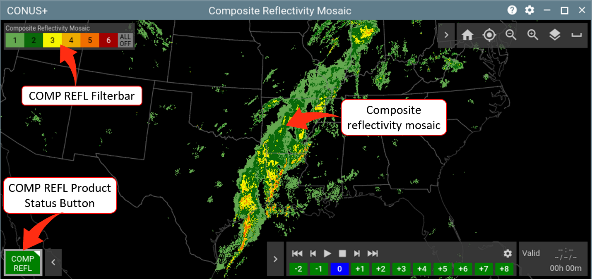 CONUS+
Composite Reflectivity Mosaic
Composite Reflectivity Mosaic
1 2 3 4 5 6 ALL OFF
COMP REFL Filterbar
Composite
reflectivity mosaic
COMP REFL Product
Status Button
COMP
REFL
-2 -1 0 +1 +2 +3 +4 +5 +6 +7 +8
Valid
--:--
--/--/--
00h 00m